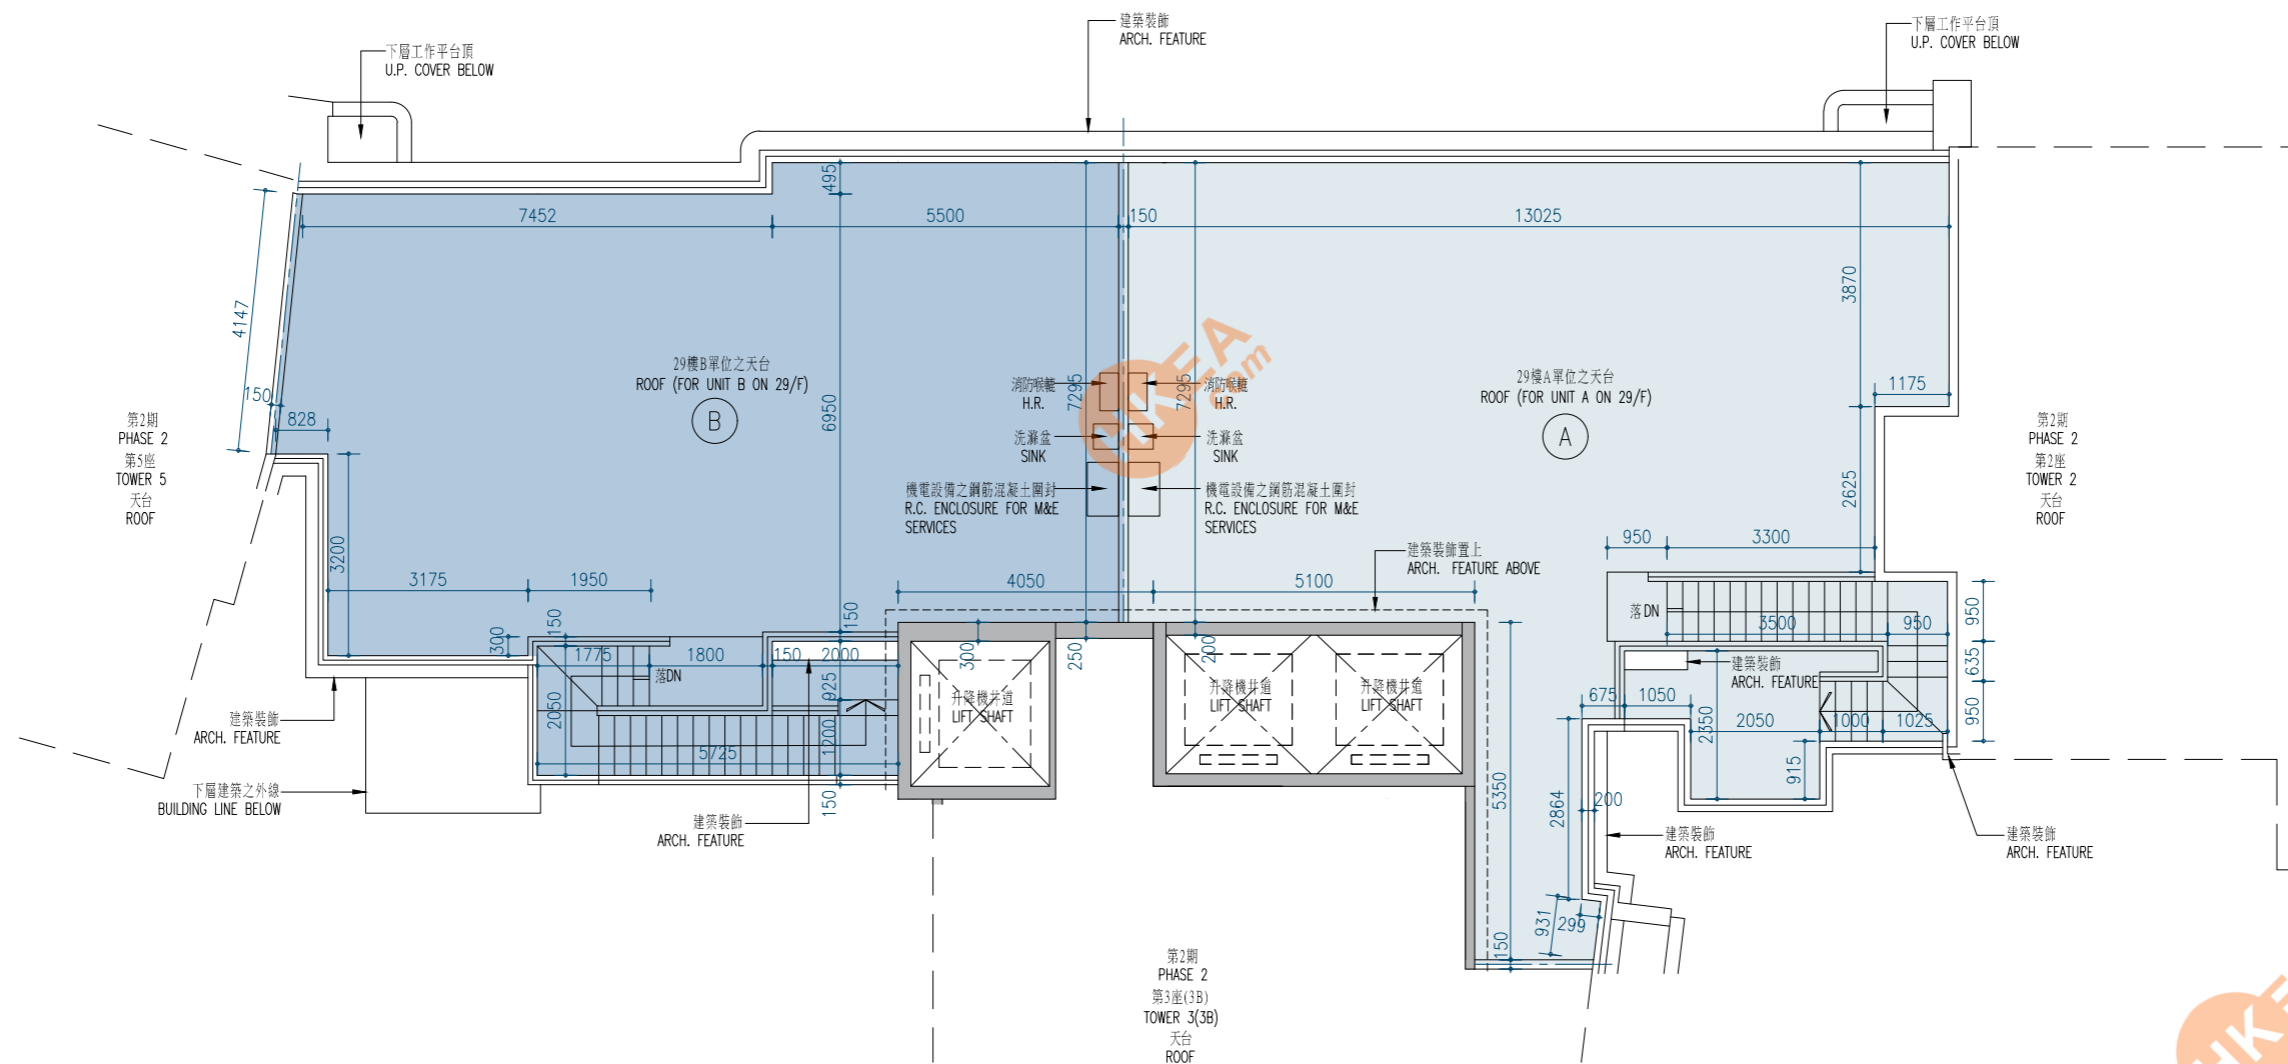 建築裝飾
ARCH. FEATURE
下層工作平台頂
U.P. COVER BELOW
下層工作平台頂
U.P. COVER BELOW
495
7452
5500
150
13025
4147
3870
29樓B單位之天台
ROOF (FOR UNIT B ON 29/F)
B
6950
消防喉轆
H.R.
7295
7295
消防喉轆
H.R.
HKEA
.com
29樓A單位之天台
ROOF (FOR UNIT A ON 29/F)
A
1175
150
828
第2期
PHASE 2
第5座
TOWER 5
天台
ROOF
洗滌盆
SINK
洗滌盆
SINK
第2期
PHASE 2
第2座
TOWER 2
天台
ROOF
機電設備之鋼筋混凝土圍封
R.C. ENCLOSURE FOR M&E
SERVICES
機電設備之鋼筋混凝土圍封
R.C. ENCLOSURE FOR M&E
SERVICES
2625
3200
950
3300
建築裝飾置上
ARCH. FEATURE ABOVE
3175
1950
4050
5100
150
150
300
落DN
3500
950
950
1775
1800
150
2000
300
250
200
635
落DN
建築裝飾
ARCH. FEATURE
925
升降機井道
LIFT SHAFT
升降機井道
LIFT SHAFT
升降機井道
LIFT SHAFT
675
1050
2050
2350
2050
1000
1025
950
建築裝飾
ARCH. FEATURE
1200
5725
915
下層建築之外線
BUILDING LINE BELOW
150
5350
2864
200
建築裝飾
ARCH. FEATURE
建築裝飾
ARCH. FEATURE
建築裝飾
ARCH. FEATURE
931
299
150
第2期
PHASE 2
第3座(3B)
TOWER 3(3B)
天台
ROOF
HKEA